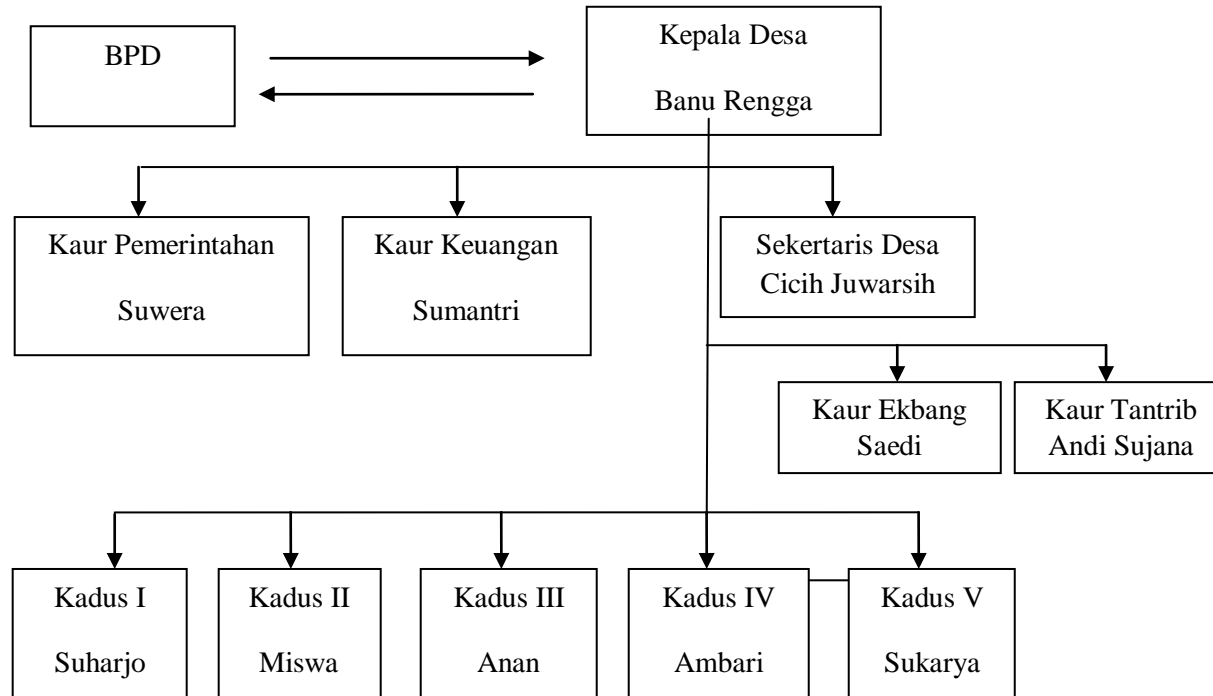 BPD
Kepala Desa
Banu Rengga
Kaur Pemerintahan
Suwera
Kaur Keuangan
Sumantri
Sekertaris Desa
Cicih Juwarsih
Kaur Ekbang
Saedi
Kaur Tantrib
Andi Sujana
Kadus I
Suharjo
Kadus II
Miswa
Kadus III
Anan
Kadus IV
Ambari
Kadus V
Sukarya